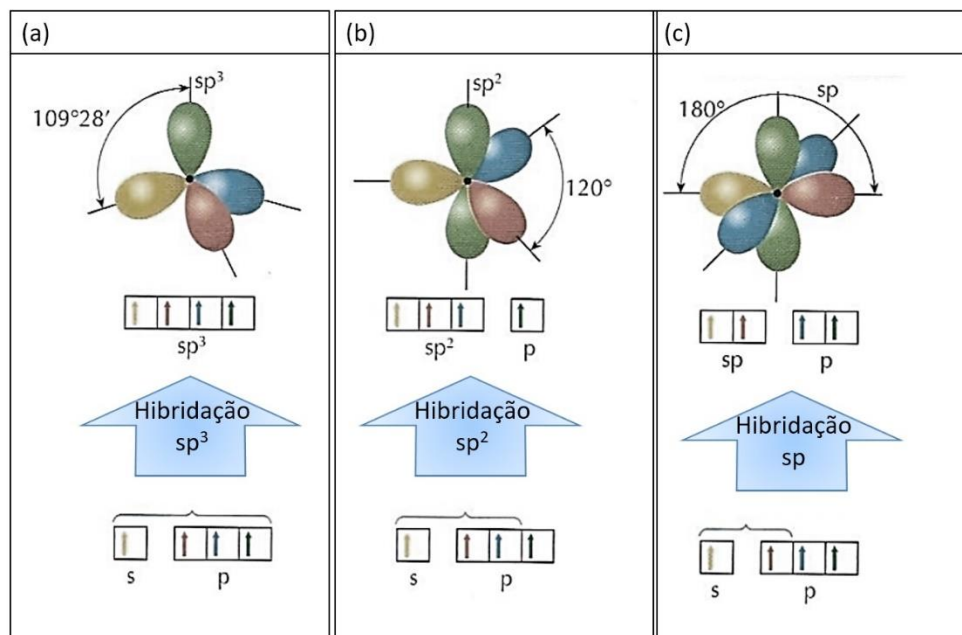 (a)
sp³
109°28′
sp³
Hibridação
sp³
s p
(b)
sp²
120°
sp² p
Hibridação
sp²
s p
(c)
180° sp
sp p
Hibridação
sp
s p